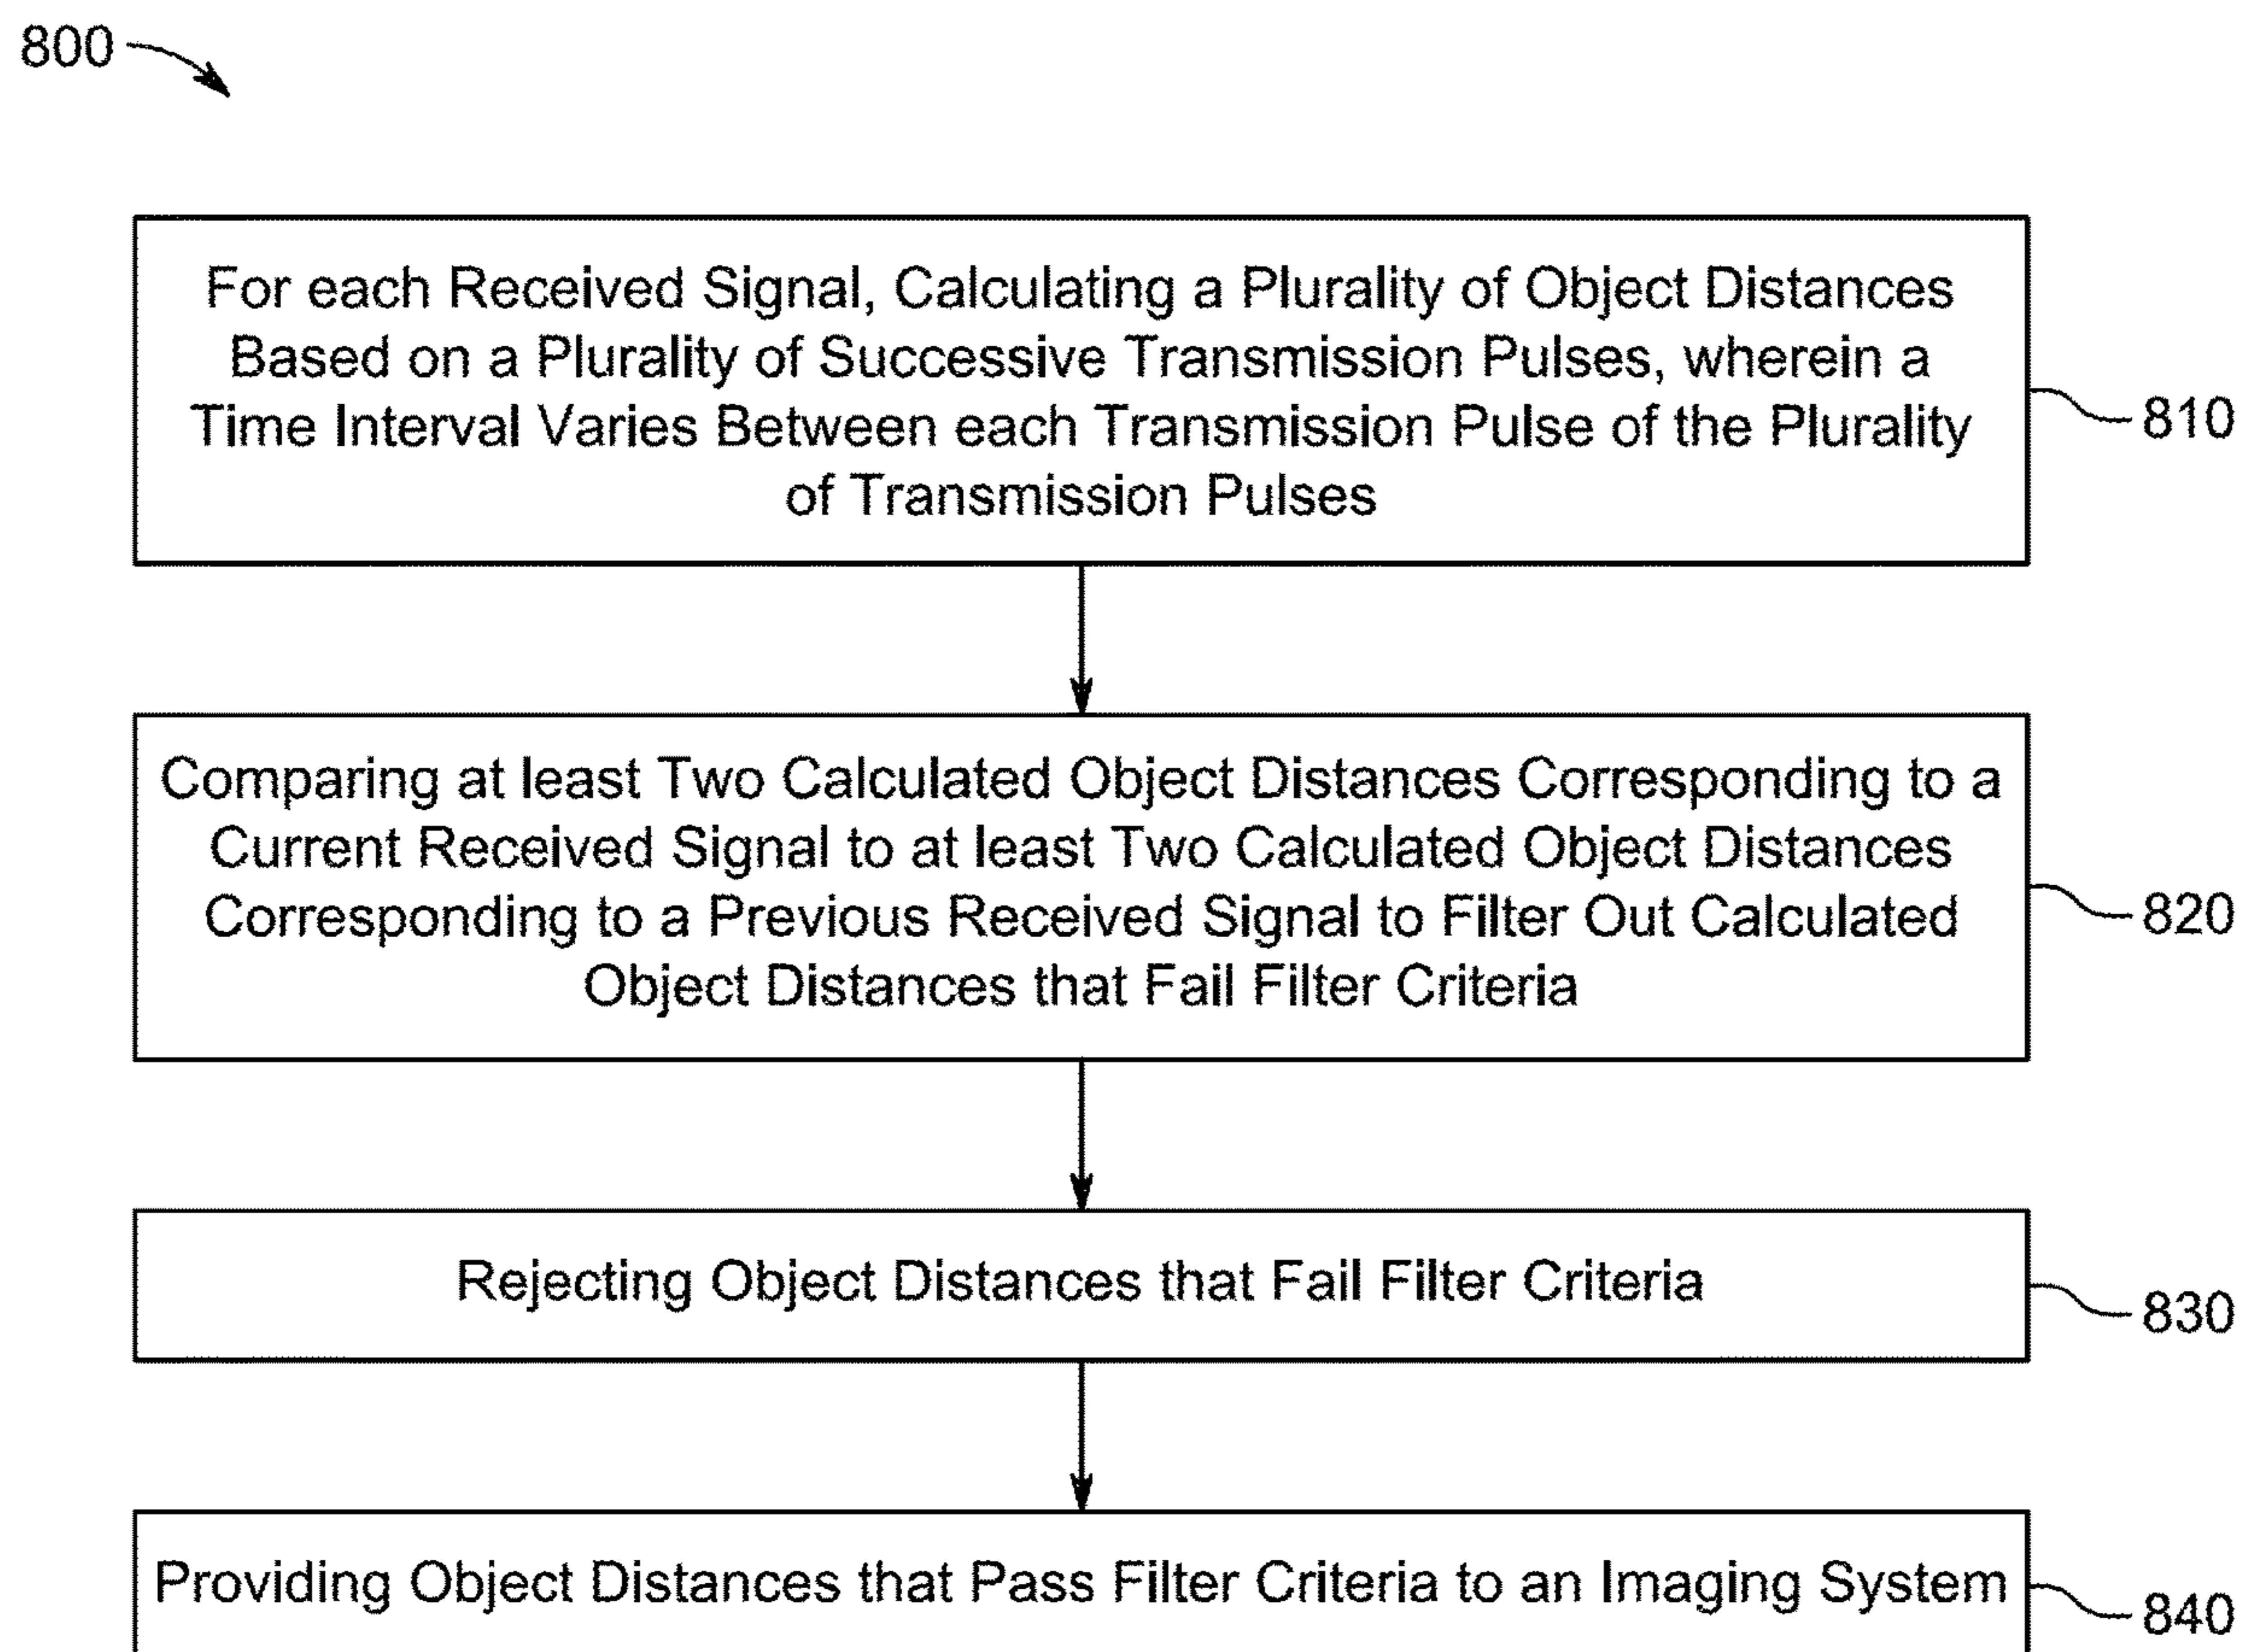 800
For each Received Signal, Calculating a Plurality of Object Distances
Based on a Plurality of Successive Transmission Pulses, wherein a
Time Interval Varies Between each Transmission Pulse of the Plurality
of Transmission Pulses
810
Comparing at least Two Calculated Object Distances Corresponding to a
Current Received Signal to at least Two Calculated Object Distances
Corresponding to a Previous Received Signal to Filter Out Calculated
Object Distances that Fail Filter Criteria
820
Rejecting Object Distances that Fail Filter Criteria
830
Providing Object Distances that Pass Filter Criteria to an Imaging System
840